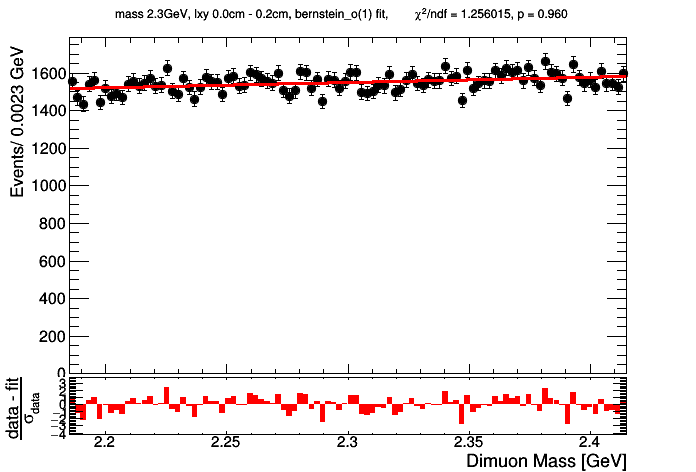 mass 2.3GeV, lxy 0.0cm - 0.2cm, bernstein_o(1) fit, χ²/ndf = 1.256015, p = 0.960
Events/ 0.0023 GeV
1600
1400
1200
1000
800
600
400
200
0
data - fit
σdata
3
2
1
0
−1
−2
−3
−4
2.2 2.25 2.3 2.35 2.4
Dimuon Mass [GeV]